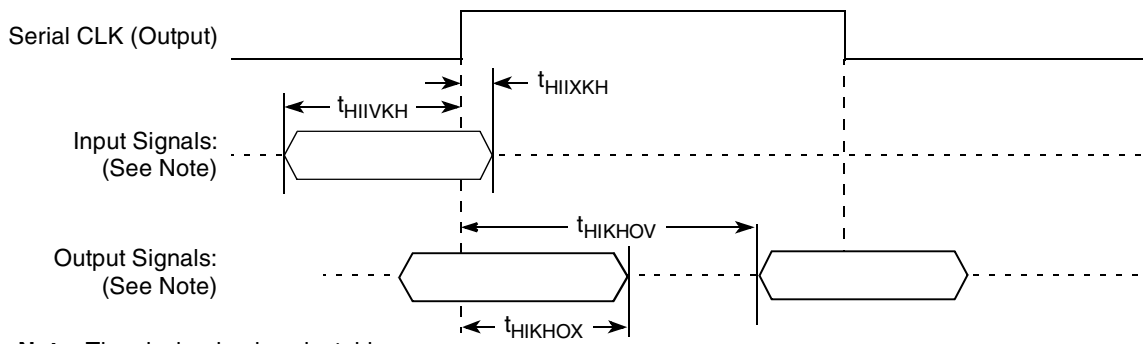 Serial CLK (Output)
tHIIXKH
tHIIVKH
Input Signals:
(See Note)
tHIKHOV
Output Signals:
(See Note)
tHIKHOX